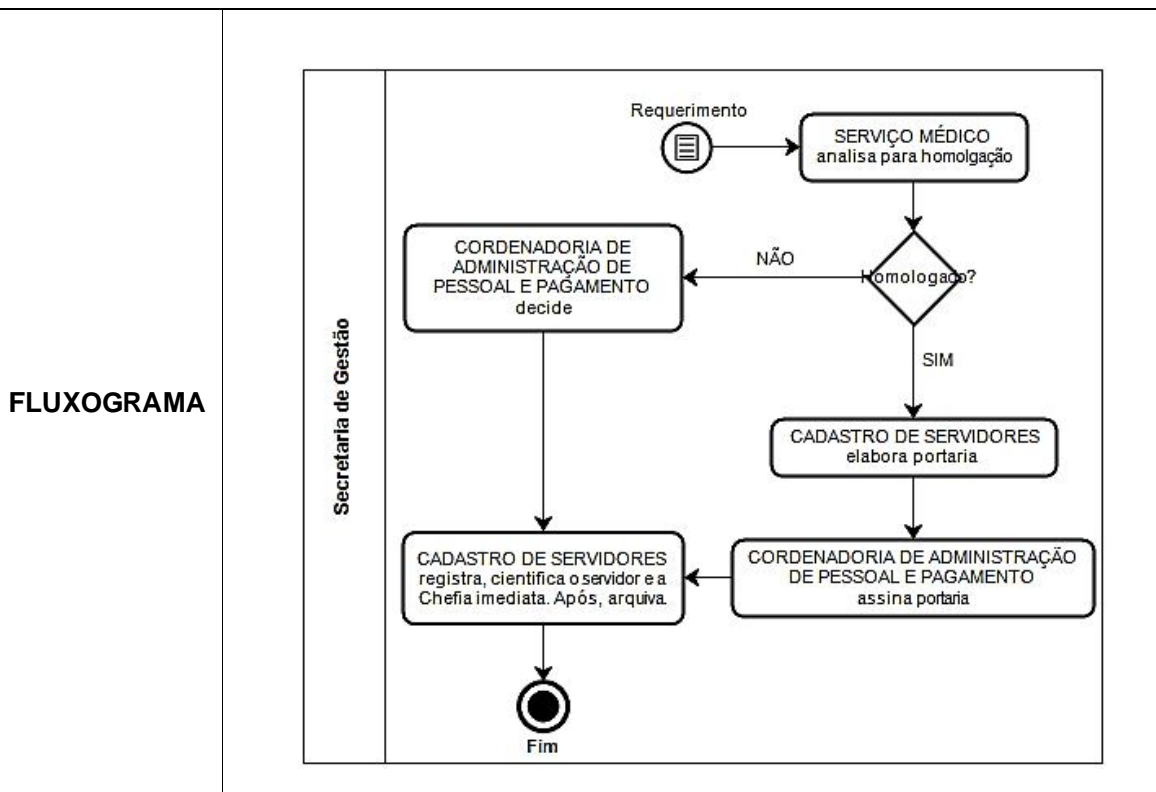 FLUXOGRAMA
Secretaria de Gestão
Requerimento
SERVIÇO MÉDICO
analisa para homolgação
Homologado?
NÃO
CORDENADORIA DE
ADMINISTRAÇÃO DE
PESSOAL E PAGAMENTO
decide
SIM
CADASTRO DE SERVIDORES
elabora portaria
CORDENADORIA DE ADMINISTRAÇÃO
DE PESSOAL E PAGAMENTO
assina portaria
CADASTRO DE SERVIDORES
registra, cientifica o servidor e a
Chefia imediata. Após, arquiva.
Fim